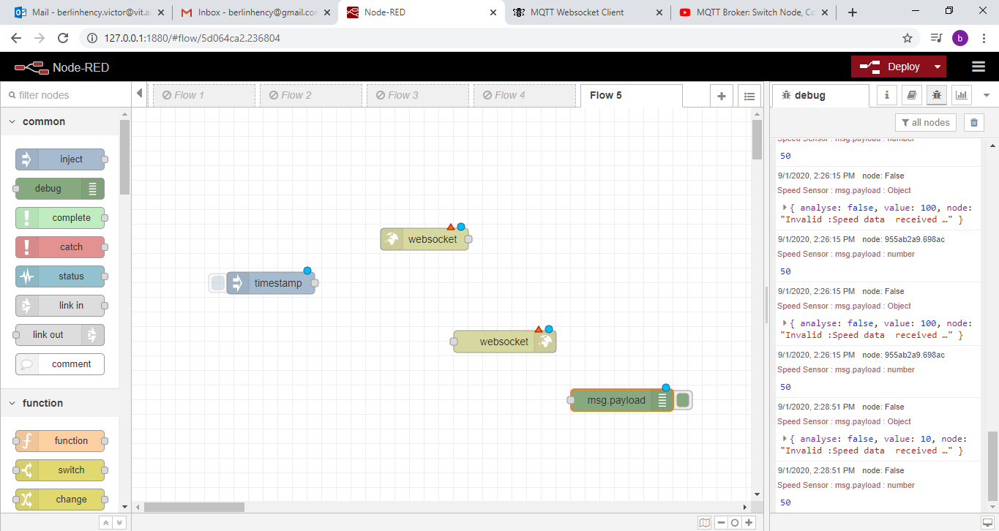 Mail - berlinhency.victor@vit.a
Inbox - berlinhency@gmail.co
Node-RED
MQTT Websocket Client
MQTT Broker: Switch Node, Co
127.0.0.1:1880/#flow/5d064ca2.236804
b
Node-RED
Deploy
filter nodes
Flow 1
Flow 2
Flow 3
Flow 4
Flow 5
debug
i
all nodes
common
inject
debug
complete
catch
status
link in
link out
comment
function
function
switch
change
websocket
timestamp
websocket
msg.payload
Speed Sensor : msg.payload : number
50
9/1/2020, 2:26:15 PM node: False
Speed Sensor : msg.payload : Object
{ analyse: false, value: 100, node:
"Invalid :Speed data received …" }
9/1/2020, 2:26:15 PM node: 955ab2a9.698ac
Speed Sensor : msg.payload : number
50
9/1/2020, 2:26:15 PM node: False
Speed Sensor : msg.payload : Object
{ analyse: false, value: 100, node:
"Invalid :Speed data received …" }
9/1/2020, 2:26:15 PM node: 955ab2a9.698ac
Speed Sensor : msg.payload : number
50
9/1/2020, 2:28:51 PM node: False
Speed Sensor : msg.payload : Object
{ analyse: false, value: 10, node:
"Invalid :Speed data received …" }
9/1/2020, 2:28:51 PM node: False
Speed Sensor : msg.payload : number
50